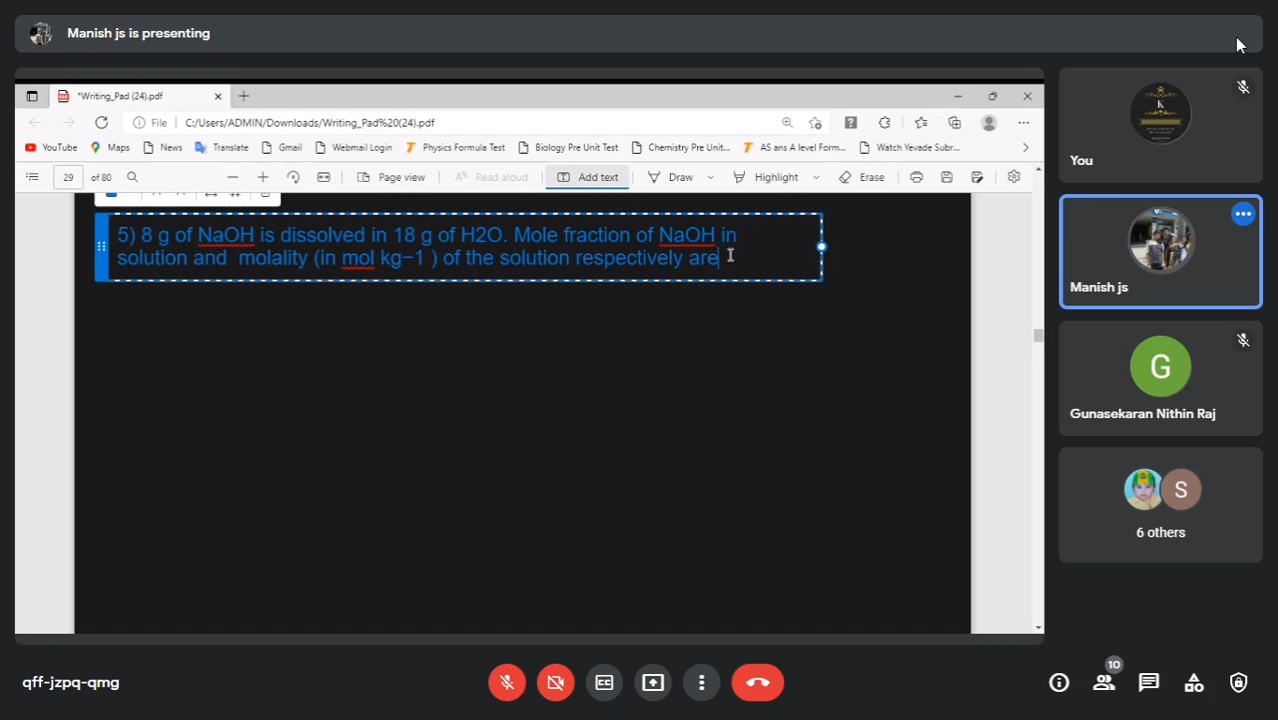 Manish js is presenting
*Writing_Pad (24).pdf
File C:/Users/ADMIN/Downloads/Writing_Pad%20(24).pdf
YouTube Maps News Translate Gmail Webmail Login Physics Formula Test Biology Pre Unit Test Chemistry Pre Unit... AS ans A level Form... Watch Yevade Subr...
29 of 80 Page view Read aloud Add text Draw Highlight Erase
5) 8 g of NaOH is dissolved in 18 g of H2O. Mole fraction of NaOH in
solution and molality (in mol kg−1 ) of the solution respectively are
K
You
Manish js
G
Gunasekaran Nithin Raj
S
6 others
qff-jzpq-qmg
CC
10